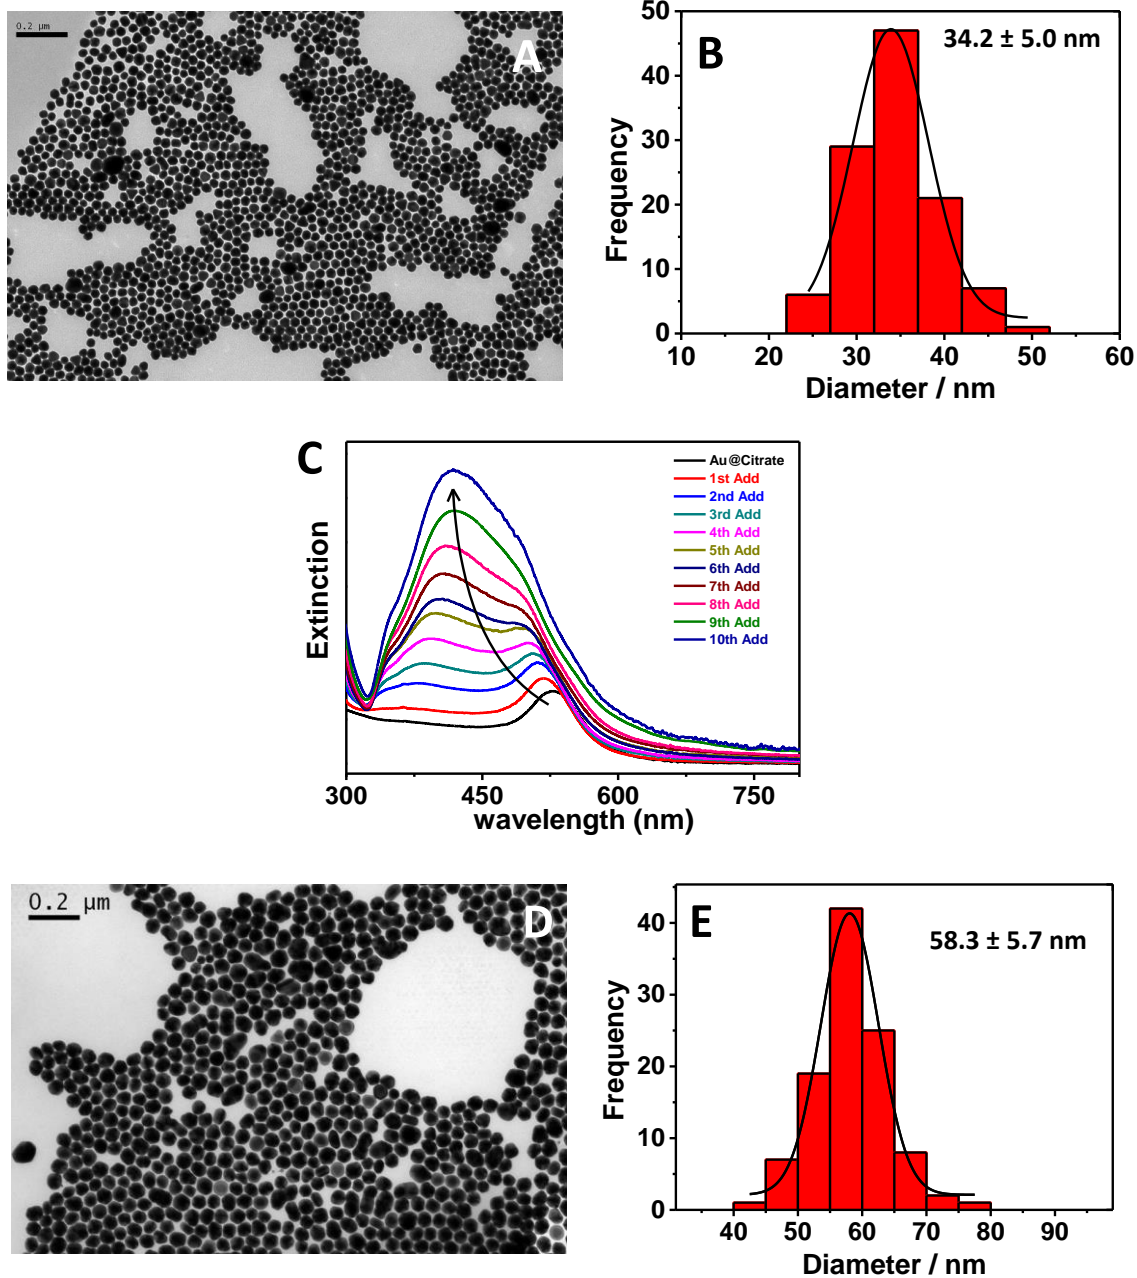 0.2 µm
A
B
34.2 ± 5.0 nm
50
40
30
20
10
0
Frequency
10
20
30
40
50
60
Diameter / nm
C
Au@Citrate
1st Add
2nd Add
3rd Add
4th Add
5th Add
6th Add
7th Add
8th Add
9th Add
10th Add
Extinction
300
450
600
750
wavelength (nm)
0.2 µm
D
E
58.3 ± 5.7 nm
40
30
20
10
0
Frequency
40
50
60
70
80
90
Diameter / nm